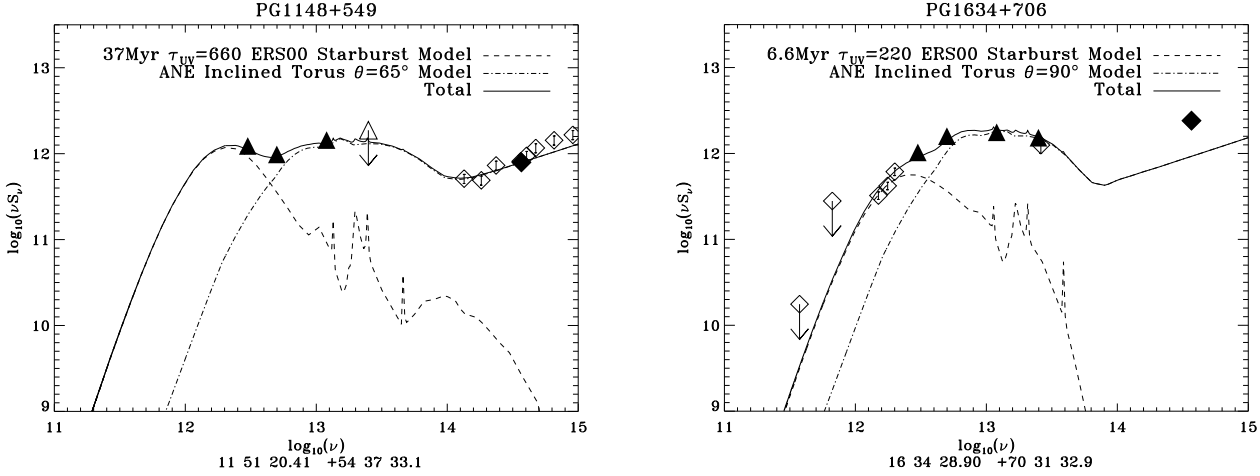 PG1148+549
37Myr τUV=660 ERS00 Starburst Model
ANE Inclined Torus θ=65° Model
Total
13
12
11
10
9
log10(νSν)
11 12 13 14 15
log10(ν)
11 51 20.41 +54 37 33.1
PG1634+706
6.6Myr τUV=220 ERS00 Starburst Model
ANE Inclined Torus θ=90° Model
Total
13
12
11
10
9
log10(νSν)
11 12 13 14 15
log10(ν)
16 34 28.90 +70 31 32.9